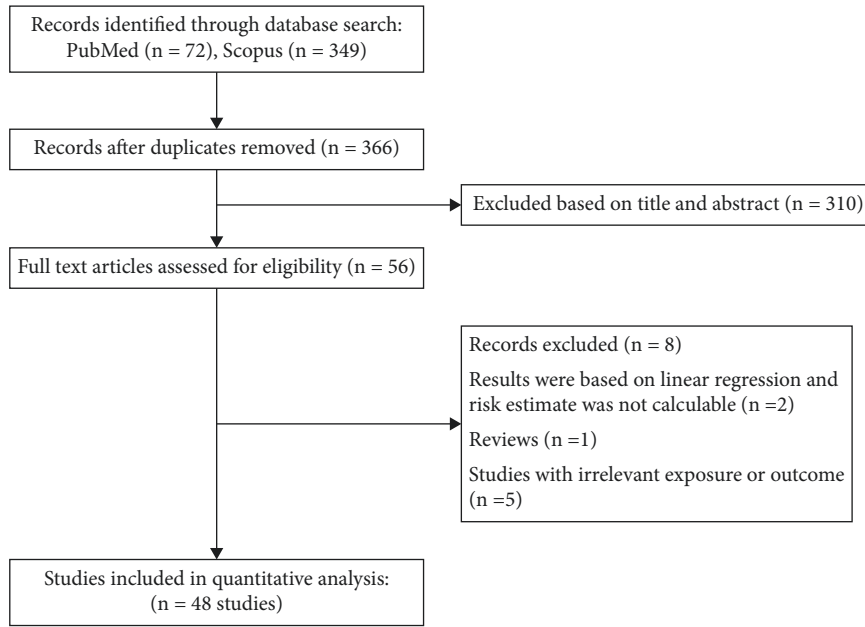 Records identified through database search:
PubMed (n = 72), Scopus (n = 349)
Records after duplicates removed (n = 366)
Excluded based on title and abstract (n = 310)
Full text articles assessed for eligibility (n = 56)
Records excluded (n = 8)
Results were based on linear regression and
risk estimate was not calculable (n =2)
Reviews (n =1)
Studies with irrelevant exposure or outcome
(n =5)
Studies included in quantitative analysis:
(n = 48 studies)